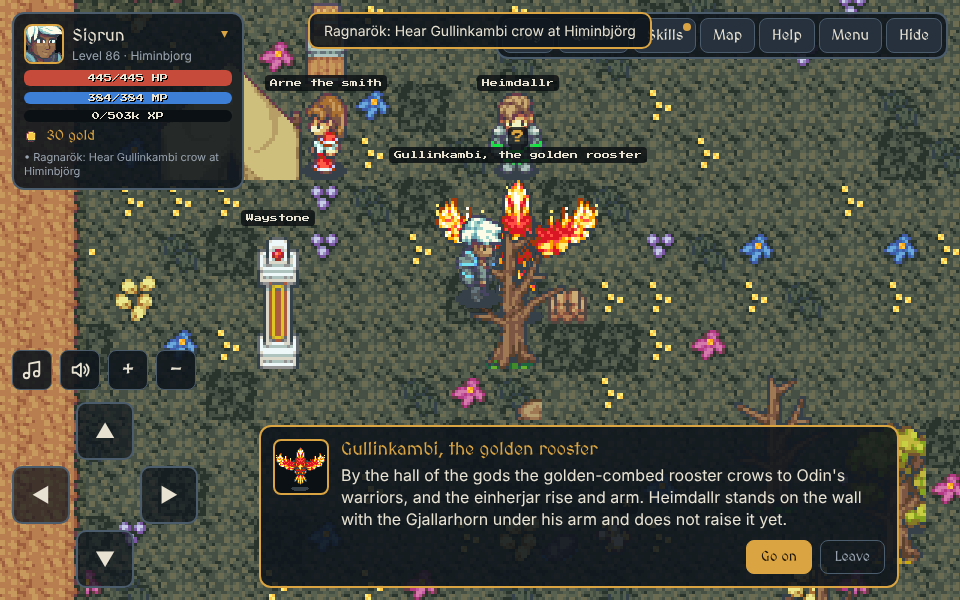 Sigrun
Level 86 · Himinbjorg
445/445 HP
384/384 MP
0/503k XP
30 gold
• Ragnarök: Hear Gullinkambi crow at
Himinbjörg
Ragnarök: Hear Gullinkambi crow at Himinbjörg
Skills
Map
Help
Menu
Hide
Arne the smith
Heimdallr
Gullinkambi, the golden rooster
Waystone
+
−
Gullinkambi, the golden rooster
By the hall of the gods the golden-combed rooster crows to Odin's
warriors, and the einherjar rise and arm. Heimdallr stands on the wall
with the Gjallarhorn under his arm and does not raise it yet.
Go on
Leave